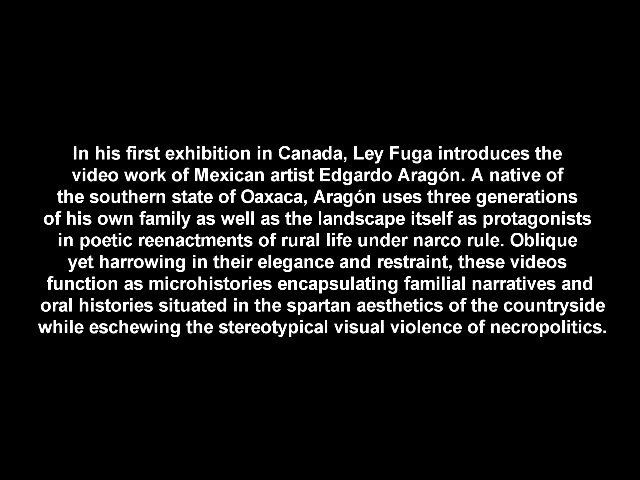 In his first exhibition in Canada, Ley Fuga introduces the
video work of Mexican artist Edgardo Aragón. A native of
the southern state of Oaxaca, Aragón uses three generations
of his own family as well as the landscape itself as protagonists
in poetic reenactments of rural life under narco rule. Oblique
yet harrowing in their elegance and restraint, these videos
function as microhistories encapsulating familial narratives and
oral histories situated in the spartan aesthetics of the countryside
while eschewing the stereotypical visual violence of necropolitics.